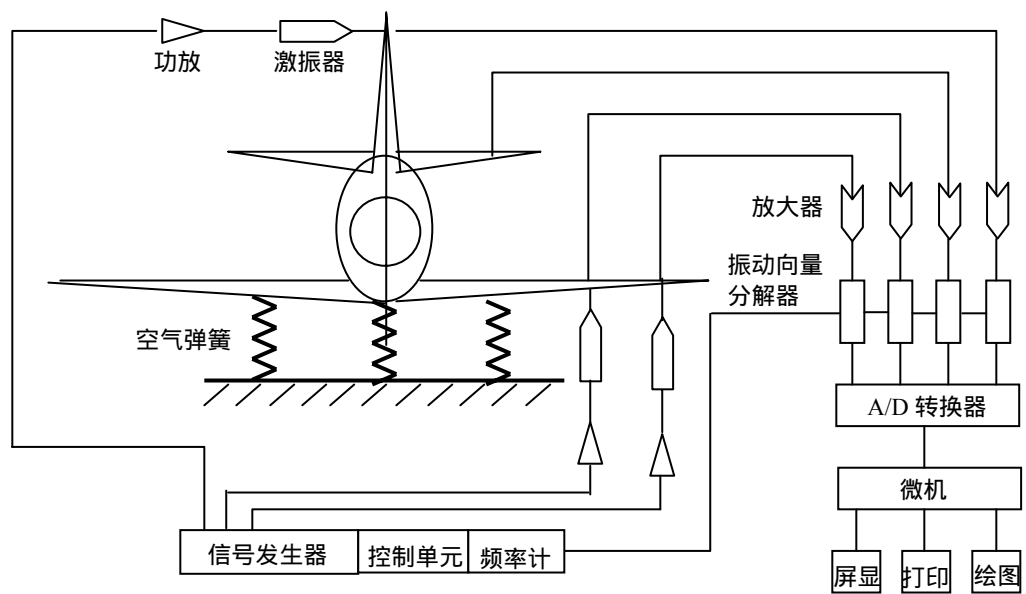 功放
激振器
放大器
振动向量
分解器
空气弹簧
A/D 转换器
微机
信号发生器
控制单元
频率计
屏显
打印
绘图